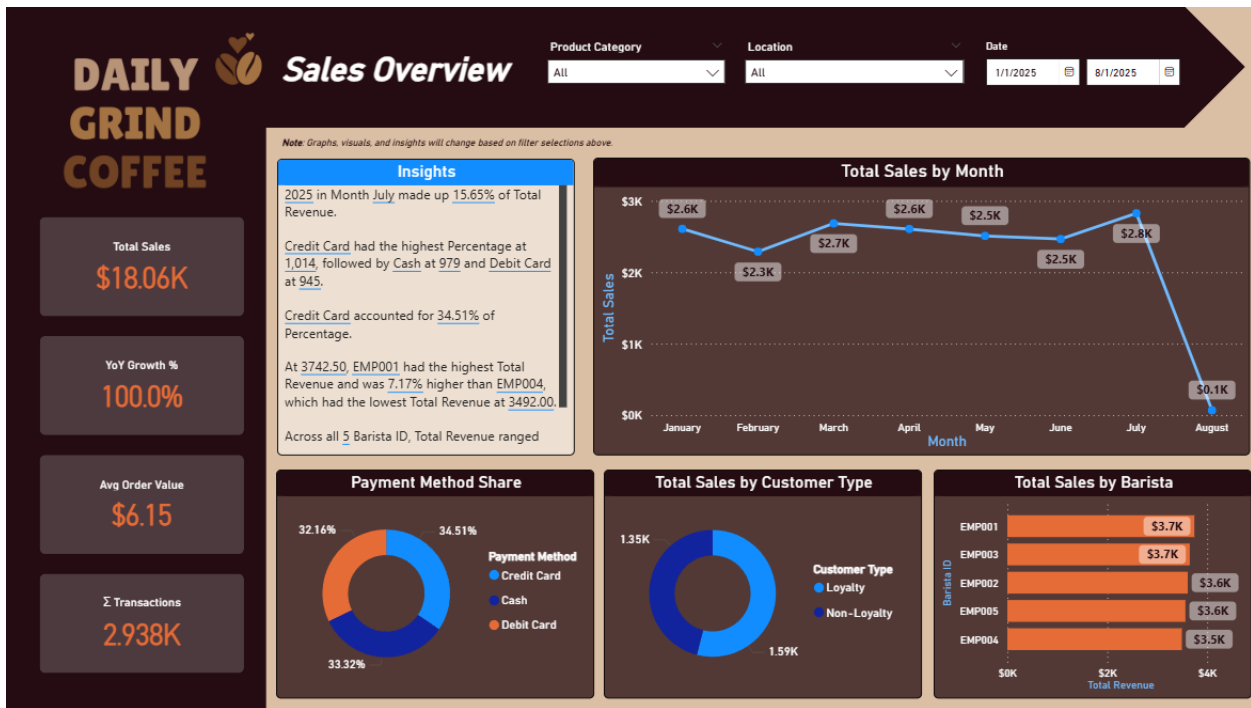 DAILY
GRIND
COFFEE
Sales Overview
Product Category
All
Location
All
Date
1/1/2025
8/1/2025
Note: Graphs, visuals, and insights will change based on filter selections above.
Total Sales
$18.06K
YoY Growth %
100.0%
Avg Order Value
$6.15
Σ Transactions
2.938K
Insights
2025 in Month July made up 15.65% of Total
Revenue.
Credit Card had the highest Percentage at
1,014, followed by Cash at 979 and Debit Card
at 945.
Credit Card accounted for 34.51% of
Percentage.
At 3742.50, EMP001 had the highest Total
Revenue and was 7.17% higher than EMP004,
which had the lowest Total Revenue at 3492.00.
Across all 5 Barista ID, Total Revenue ranged
Total Sales by Month
Total Sales
$3K
$2K
$1K
$0K
$2.6K
$2.3K
$2.7K
$2.6K
$2.5K
$2.5K
$2.8K
$0.1K
January
February
March
April
May
June
July
August
Month
Payment Method Share
32.16%
34.51%
33.32%
Payment Method
Credit Card
Cash
Debit Card
Total Sales by Customer Type
1.35K
1.59K
Customer Type
Loyalty
Non-Loyalty
Total Sales by Barista
Barista ID
EMP001 $3.7K
EMP003 $3.7K
EMP002 $3.6K
EMP005 $3.6K
EMP004 $3.5K
$0K
$2K
$4K
Total Revenue